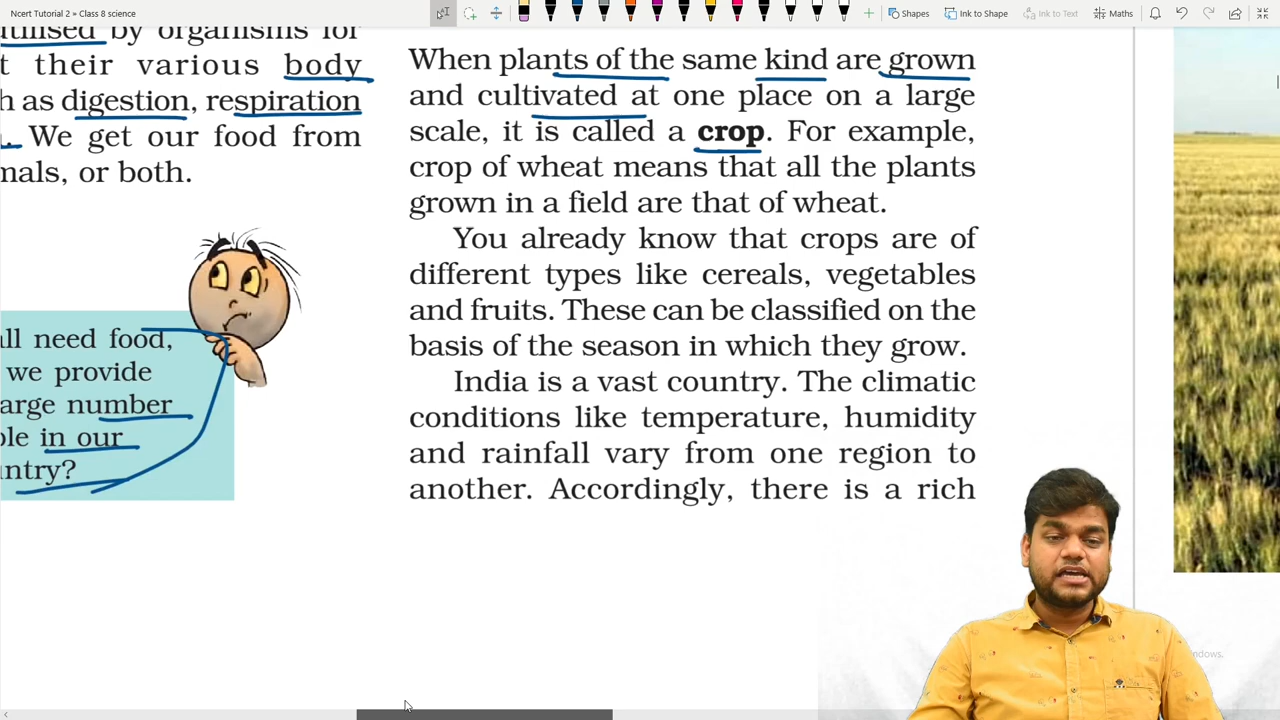 Ncert Tutorial 2 » Class 8 science
Shapes
Ink to Shape
Ink to Text
Maths
utilised by organisms for
t their various body
h as digestion, respiration
. We get our food from
mals, or both.
all need food,
we provide
large number
ple in our
untry?
When plants of the same kind are grown
and cultivated at one place on a large
scale, it is called a crop. For example,
crop of wheat means that all the plants
grown in a field are that of wheat.
You already know that crops are of
different types like cereals, vegetables
and fruits. These can be classified on the
basis of the season in which they grow.
India is a vast country. The climatic
conditions like temperature, humidity
and rainfall vary from one region to
another. Accordingly, there is a rich
ndows.